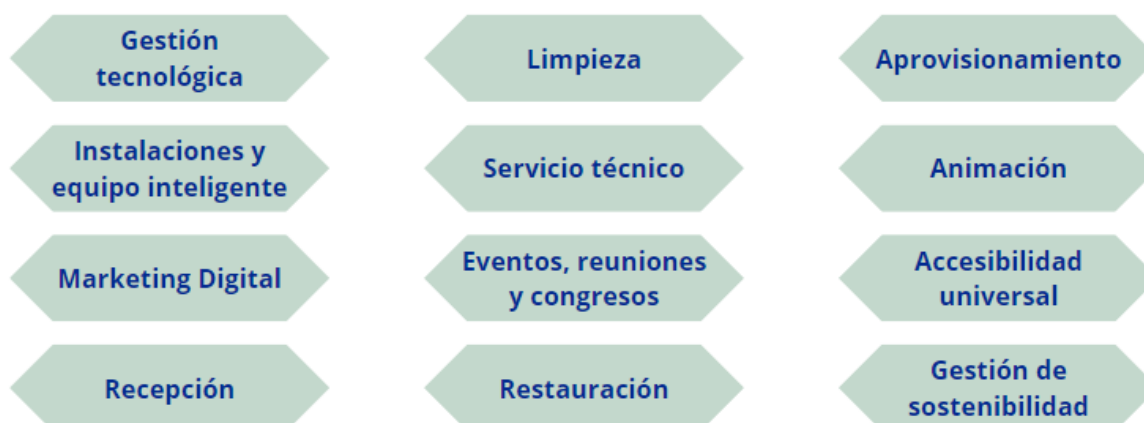 Gestión
tecnológica
Limpieza
Aprovisionamiento
Instalaciones y
equipo inteligente
Servicio técnico
Animación
Marketing Digital
Eventos, reuniones
y congresos
Accesibilidad
universal
Recepción
Restauración
Gestión de
sostenibilidad